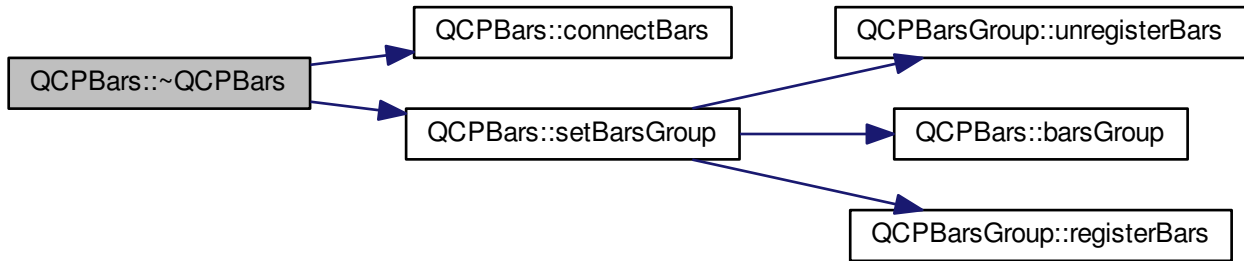 QCPBars::connectBars
QCPBarsGroup::unregisterBars
QCPBars::~QCPBars
QCPBars::setBarsGroup
QCPBars::barsGroup
QCPBarsGroup::registerBars